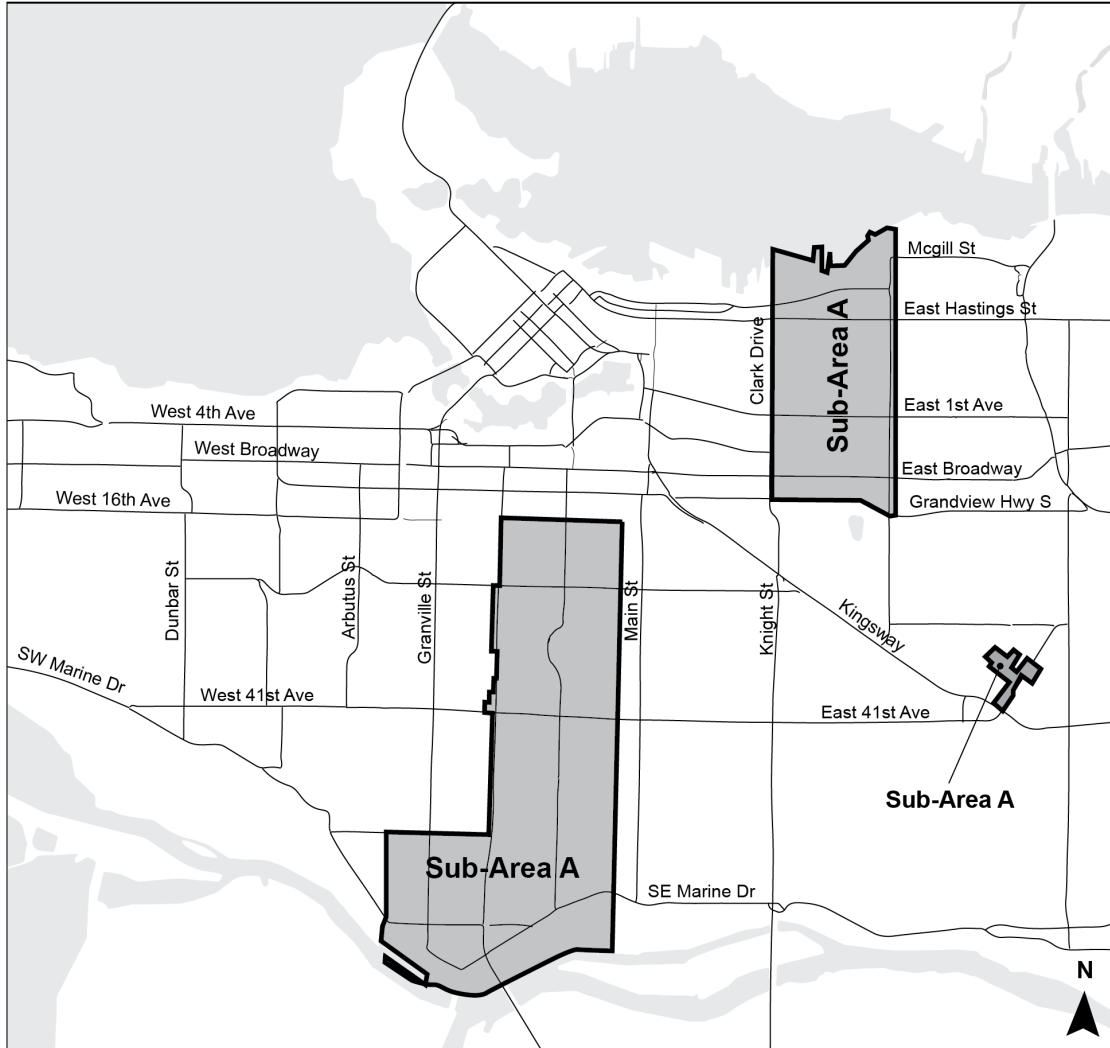 Mcgill St
East Hastings St
Clark Drive
Sub-Area A
West 4th Ave
East 1st Ave
West Broadway
East Broadway
West 16th Ave
Grandview Hwy S
Dunbar St
Arbutus St
Granville St
Main St
Knight St
Kingsway
SW Marine Dr
West 41st Ave
East 41st Ave
Sub-Area A
Sub-Area A
SE Marine Dr
N